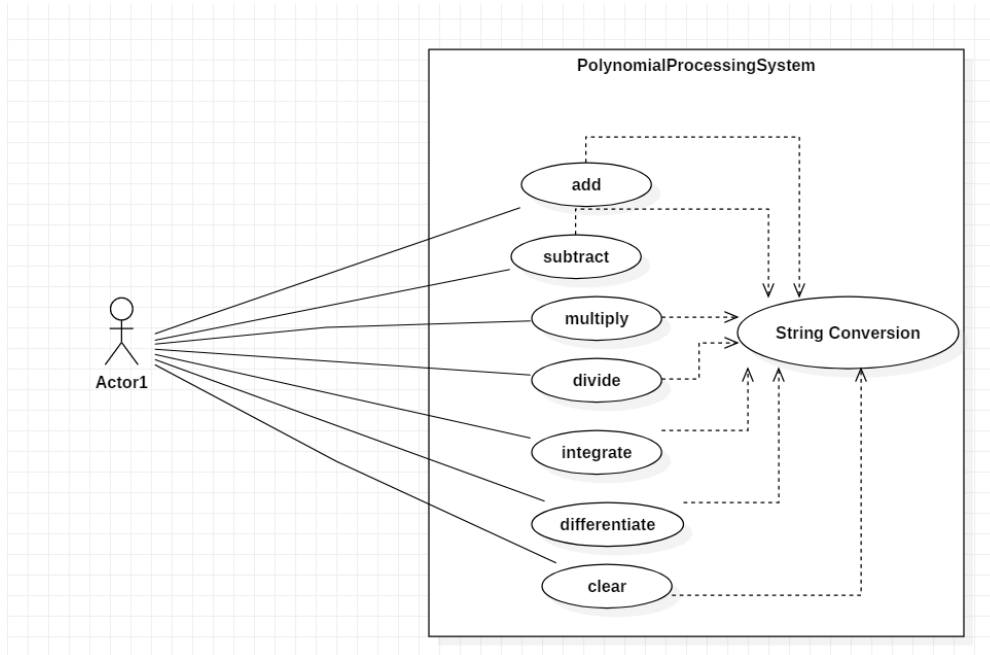 PolynomialProcessingSystem
add
subtract
multiply
String Conversion
divide
Actor1
integrate
differentiate
clear